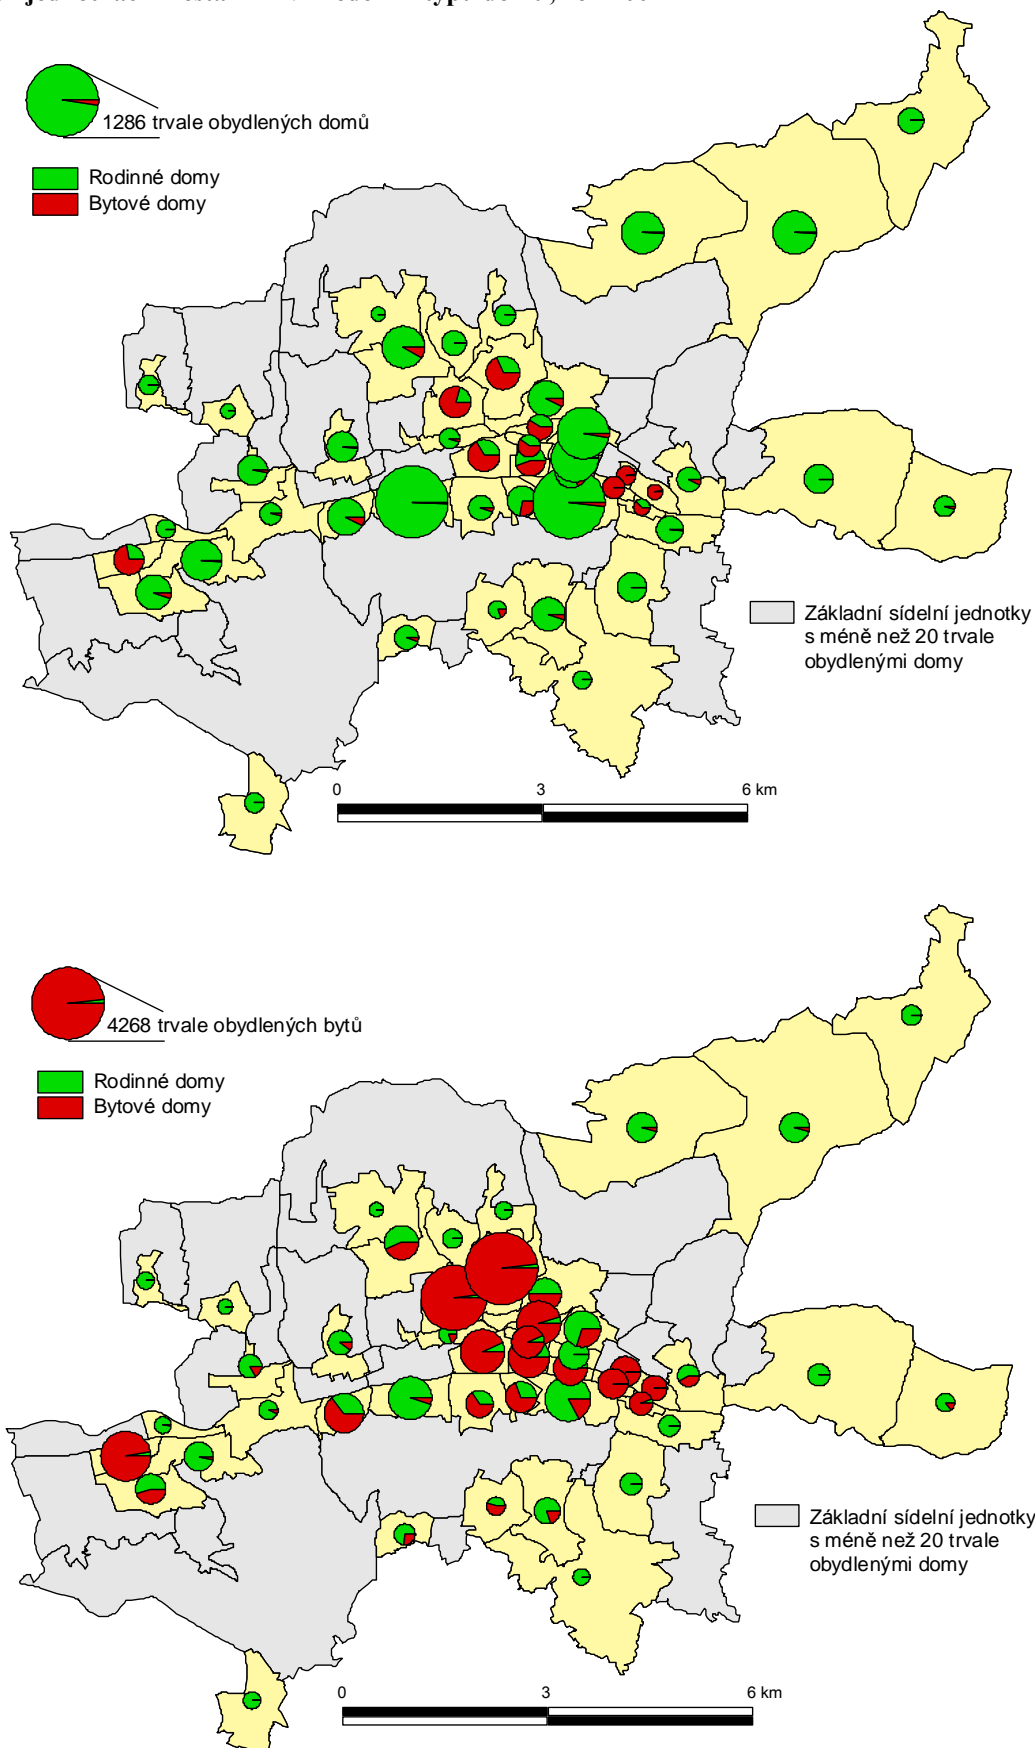 1286 trvale obydlených domů
Rodinné domy
Bytové domy
Základní sídelní jednotky
s méně než 20 trvale
obydlenými domy
0 3 6 km
4268 trvale obydlených bytů
Rodinné domy
Bytové domy
Základní sídelní jednotky
s méně než 20 trvale
obydlenými domy
0 3 6 km